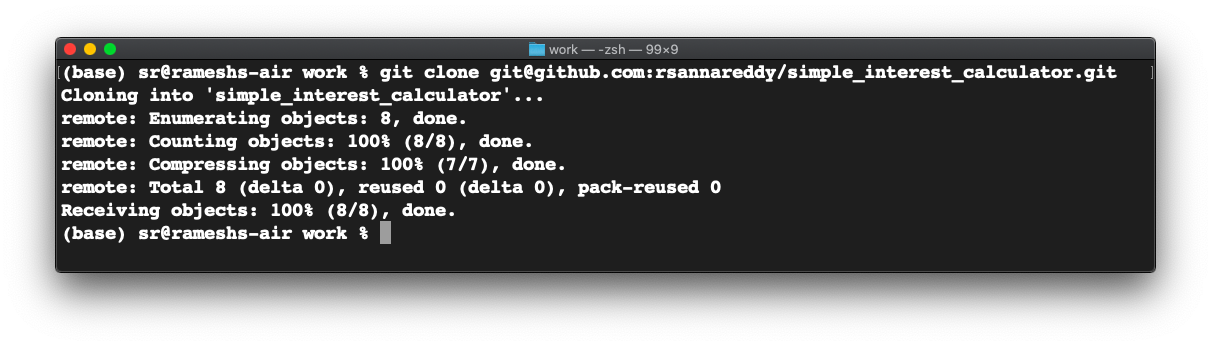 work — -zsh — 99×9
(base) sr@rameshs-air work % git clone git@github.com:rsannareddy/simple_interest_calculator.git
Cloning into 'simple_interest_calculator'...
remote: Enumerating objects: 8, done.
remote: Counting objects: 100% (8/8), done.
remote: Compressing objects: 100% (7/7), done.
remote: Total 8 (delta 0), reused 0 (delta 0), pack-reused 0
Receiving objects: 100% (8/8), done.
(base) sr@rameshs-air work %